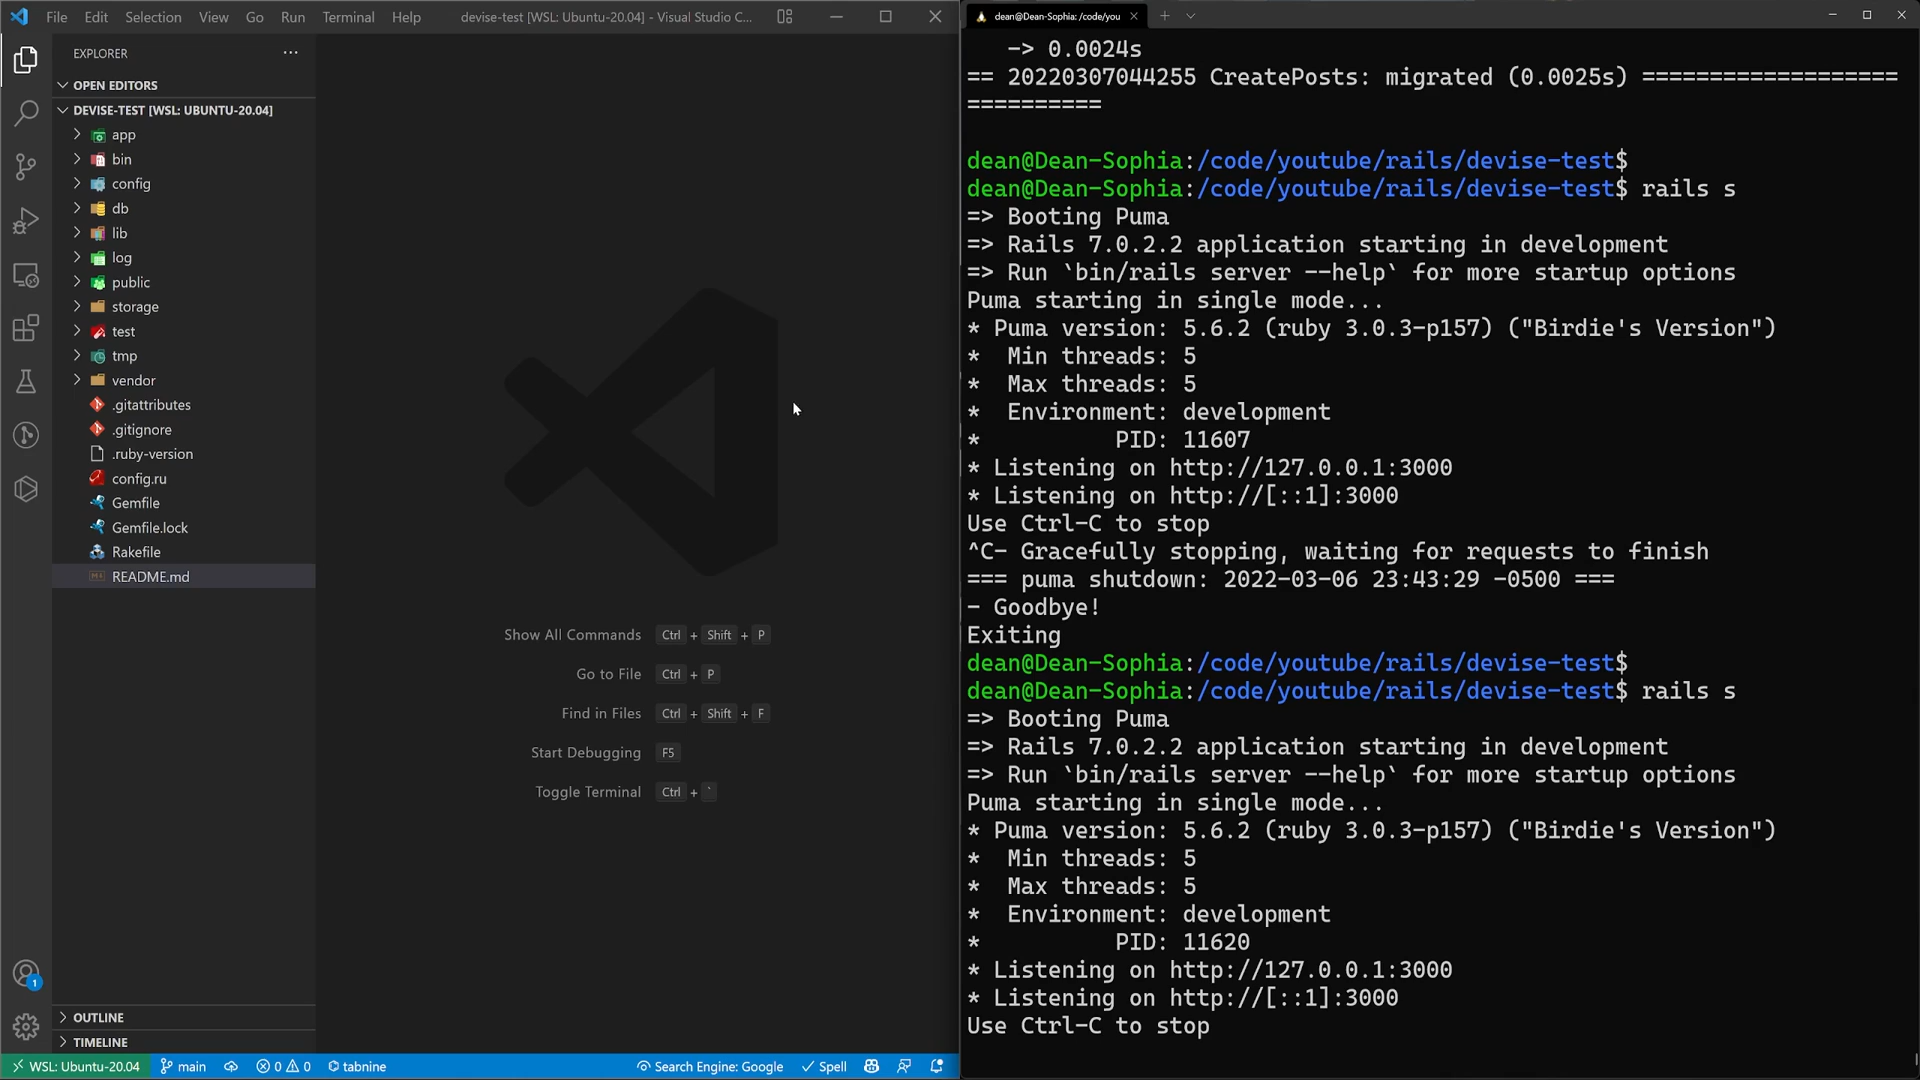 File Edit Selection View Go Run Terminal Help
devise-test [WSL: Ubuntu-20.04] - Visual Studio C...
EXPLORER
OPEN EDITORS
DEVISE-TEST [WSL: UBUNTU-20.04]
app
bin
config
db
lib
log
public
storage
test
tmp
vendor
.gitattributes
.gitignore
.ruby-version
config.ru
Gemfile
Gemfile.lock
Rakefile
README.md
OUTLINE
TIMELINE
1
Show All Commands Ctrl + Shift + P
Go to File Ctrl + P
Find in Files Ctrl + Shift + F
Start Debugging F5
Toggle Terminal Ctrl + `
WSL: Ubuntu-20.04 main 0 0 tabnine Search Engine: Google Spell
dean@Dean-Sophia: /code/you
-> 0.0024s
== 20220307044255 CreatePosts: migrated (0.0025s) ===================
==========
dean@Dean-Sophia:/code/youtube/rails/devise-test$
dean@Dean-Sophia:/code/youtube/rails/devise-test$ rails s
=> Booting Puma
=> Rails 7.0.2.2 application starting in development
=> Run `bin/rails server --help` for more startup options
Puma starting in single mode...
* Puma version: 5.6.2 (ruby 3.0.3-p157) ("Birdie's Version")
* Min threads: 5
* Max threads: 5
* Environment: development
* PID: 11607
* Listening on http://127.0.0.1:3000
* Listening on http://[::1]:3000
Use Ctrl-C to stop
^C- Gracefully stopping, waiting for requests to finish
=== puma shutdown: 2022-03-06 23:43:29 -0500 ===
- Goodbye!
Exiting
dean@Dean-Sophia:/code/youtube/rails/devise-test$
dean@Dean-Sophia:/code/youtube/rails/devise-test$ rails s
=> Booting Puma
=> Rails 7.0.2.2 application starting in development
=> Run `bin/rails server --help` for more startup options
Puma starting in single mode...
* Puma version: 5.6.2 (ruby 3.0.3-p157) ("Birdie's Version")
* Min threads: 5
* Max threads: 5
* Environment: development
* PID: 11620
* Listening on http://127.0.0.1:3000
* Listening on http://[::1]:3000
Use Ctrl-C to stop